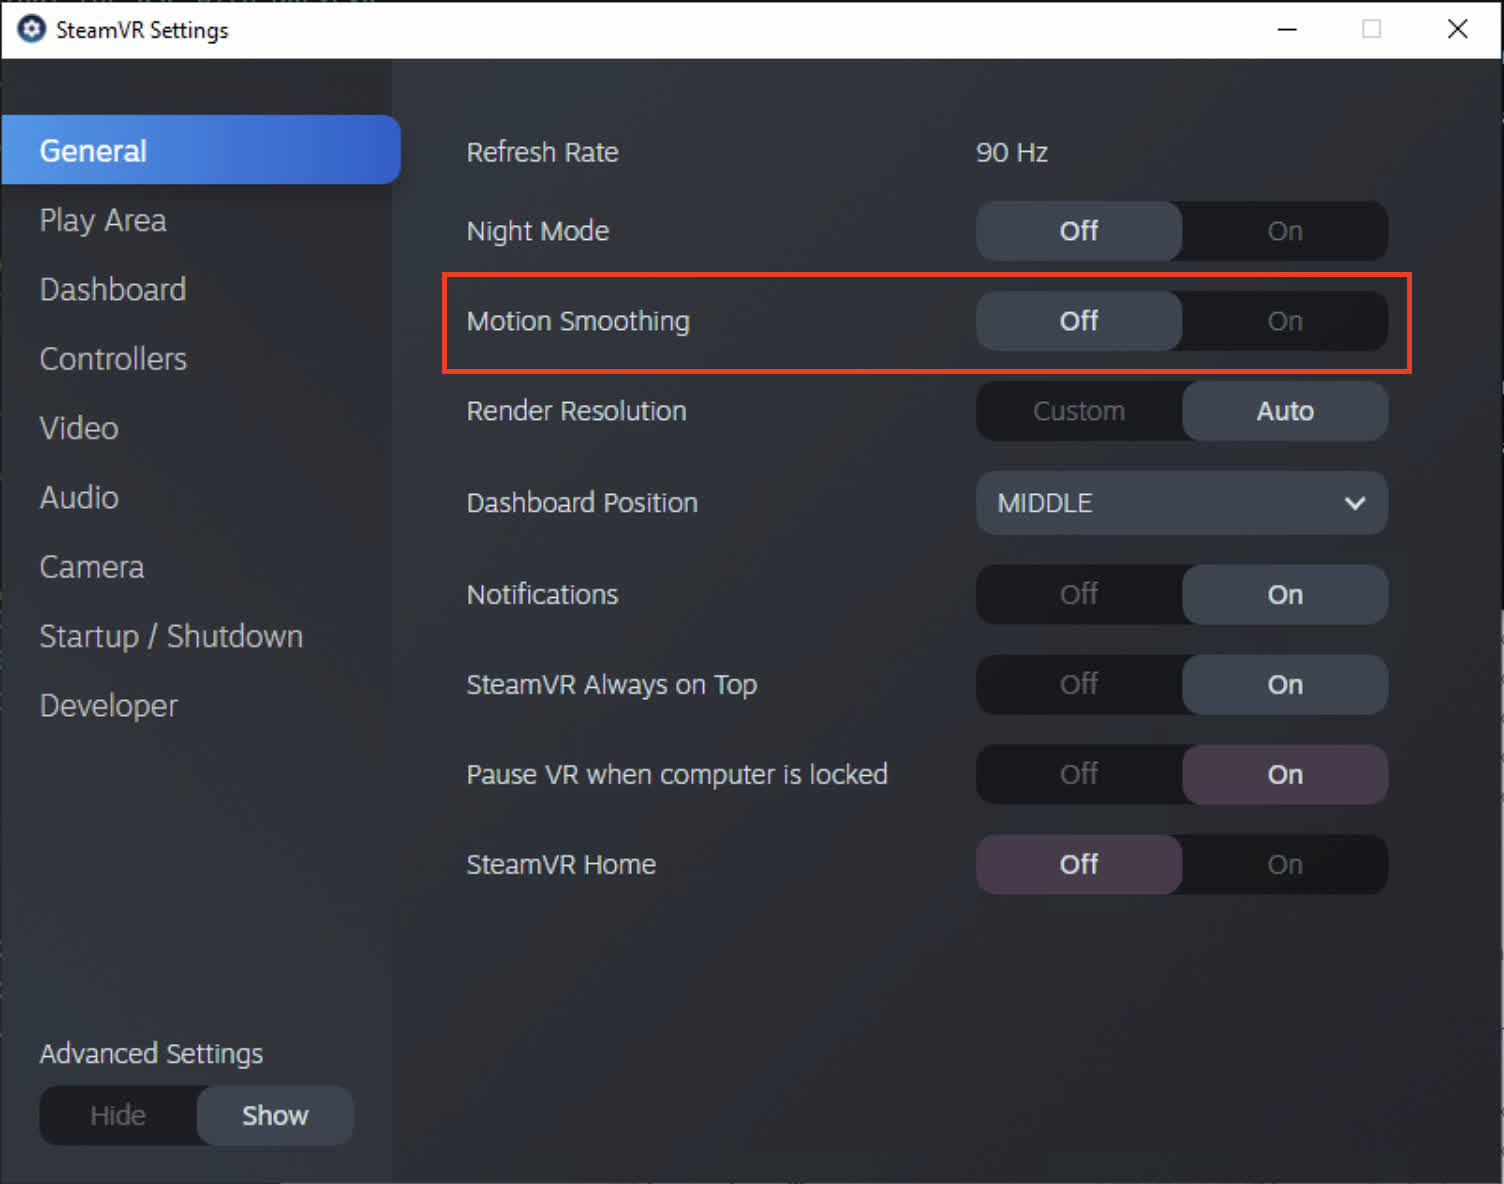 SteamVR Settings
General
Play Area
Dashboard
Controllers
Video
Audio
Camera
Startup / Shutdown
Developer
Advanced Settings
Hide Show
Refresh Rate 90 Hz
Night Mode Off On
Motion Smoothing Off On
Render Resolution Custom Auto
Dashboard Position MIDDLE
Notifications Off On
SteamVR Always on Top Off On
Pause VR when computer is locked Off On
SteamVR Home Off On